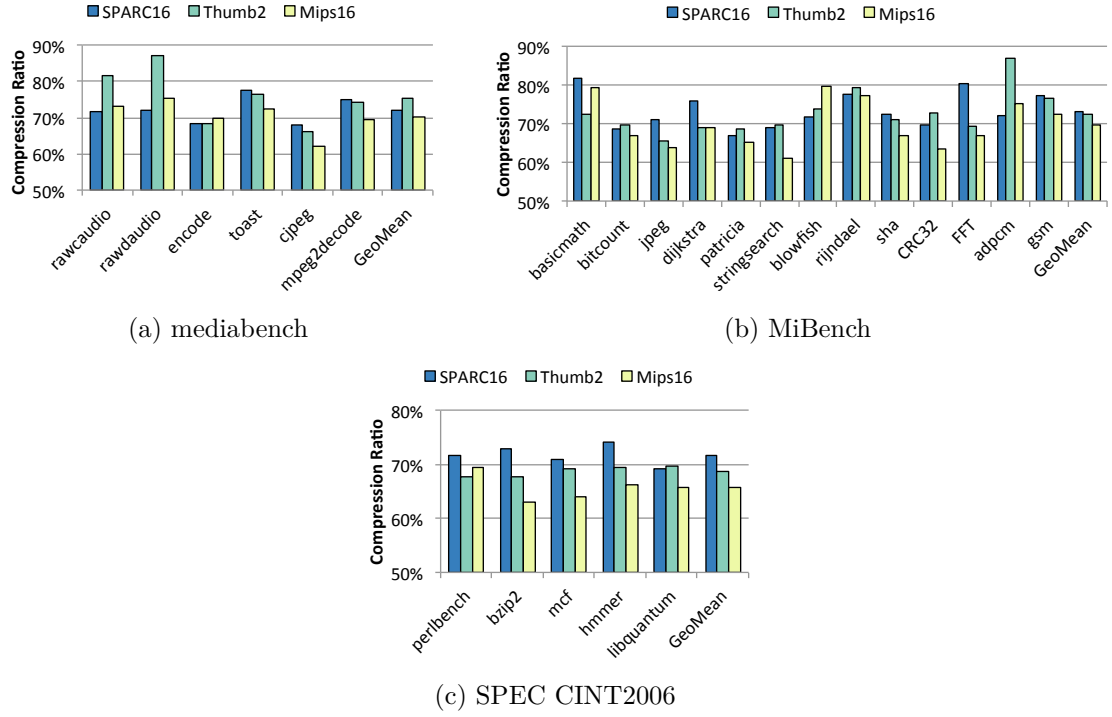 SPARC16 Thumb2 Mips16
90%
80%
70%
60%
50%
Compression Ratio
rawcaudio
rawdaudio
encode
toast
cjpeg
mpeg2decode
GeoMean
(a) mediabench
SPARC16 Thumb2 Mips16
90%
80%
70%
60%
50%
Compression Ratio
basicmath
bitcount
jpeg
dijkstra
patricia
stringsearch
blowfish
rijndael
sha
CRC32
FFT
adpcm
gsm
GeoMean
(b) MiBench
SPARC16 Thumb2 Mips16
80%
70%
60%
50%
Compression Ratio
perlbench
bzip2
mcf
hmmer
libquantum
GeoMean
(c) SPEC CINT2006